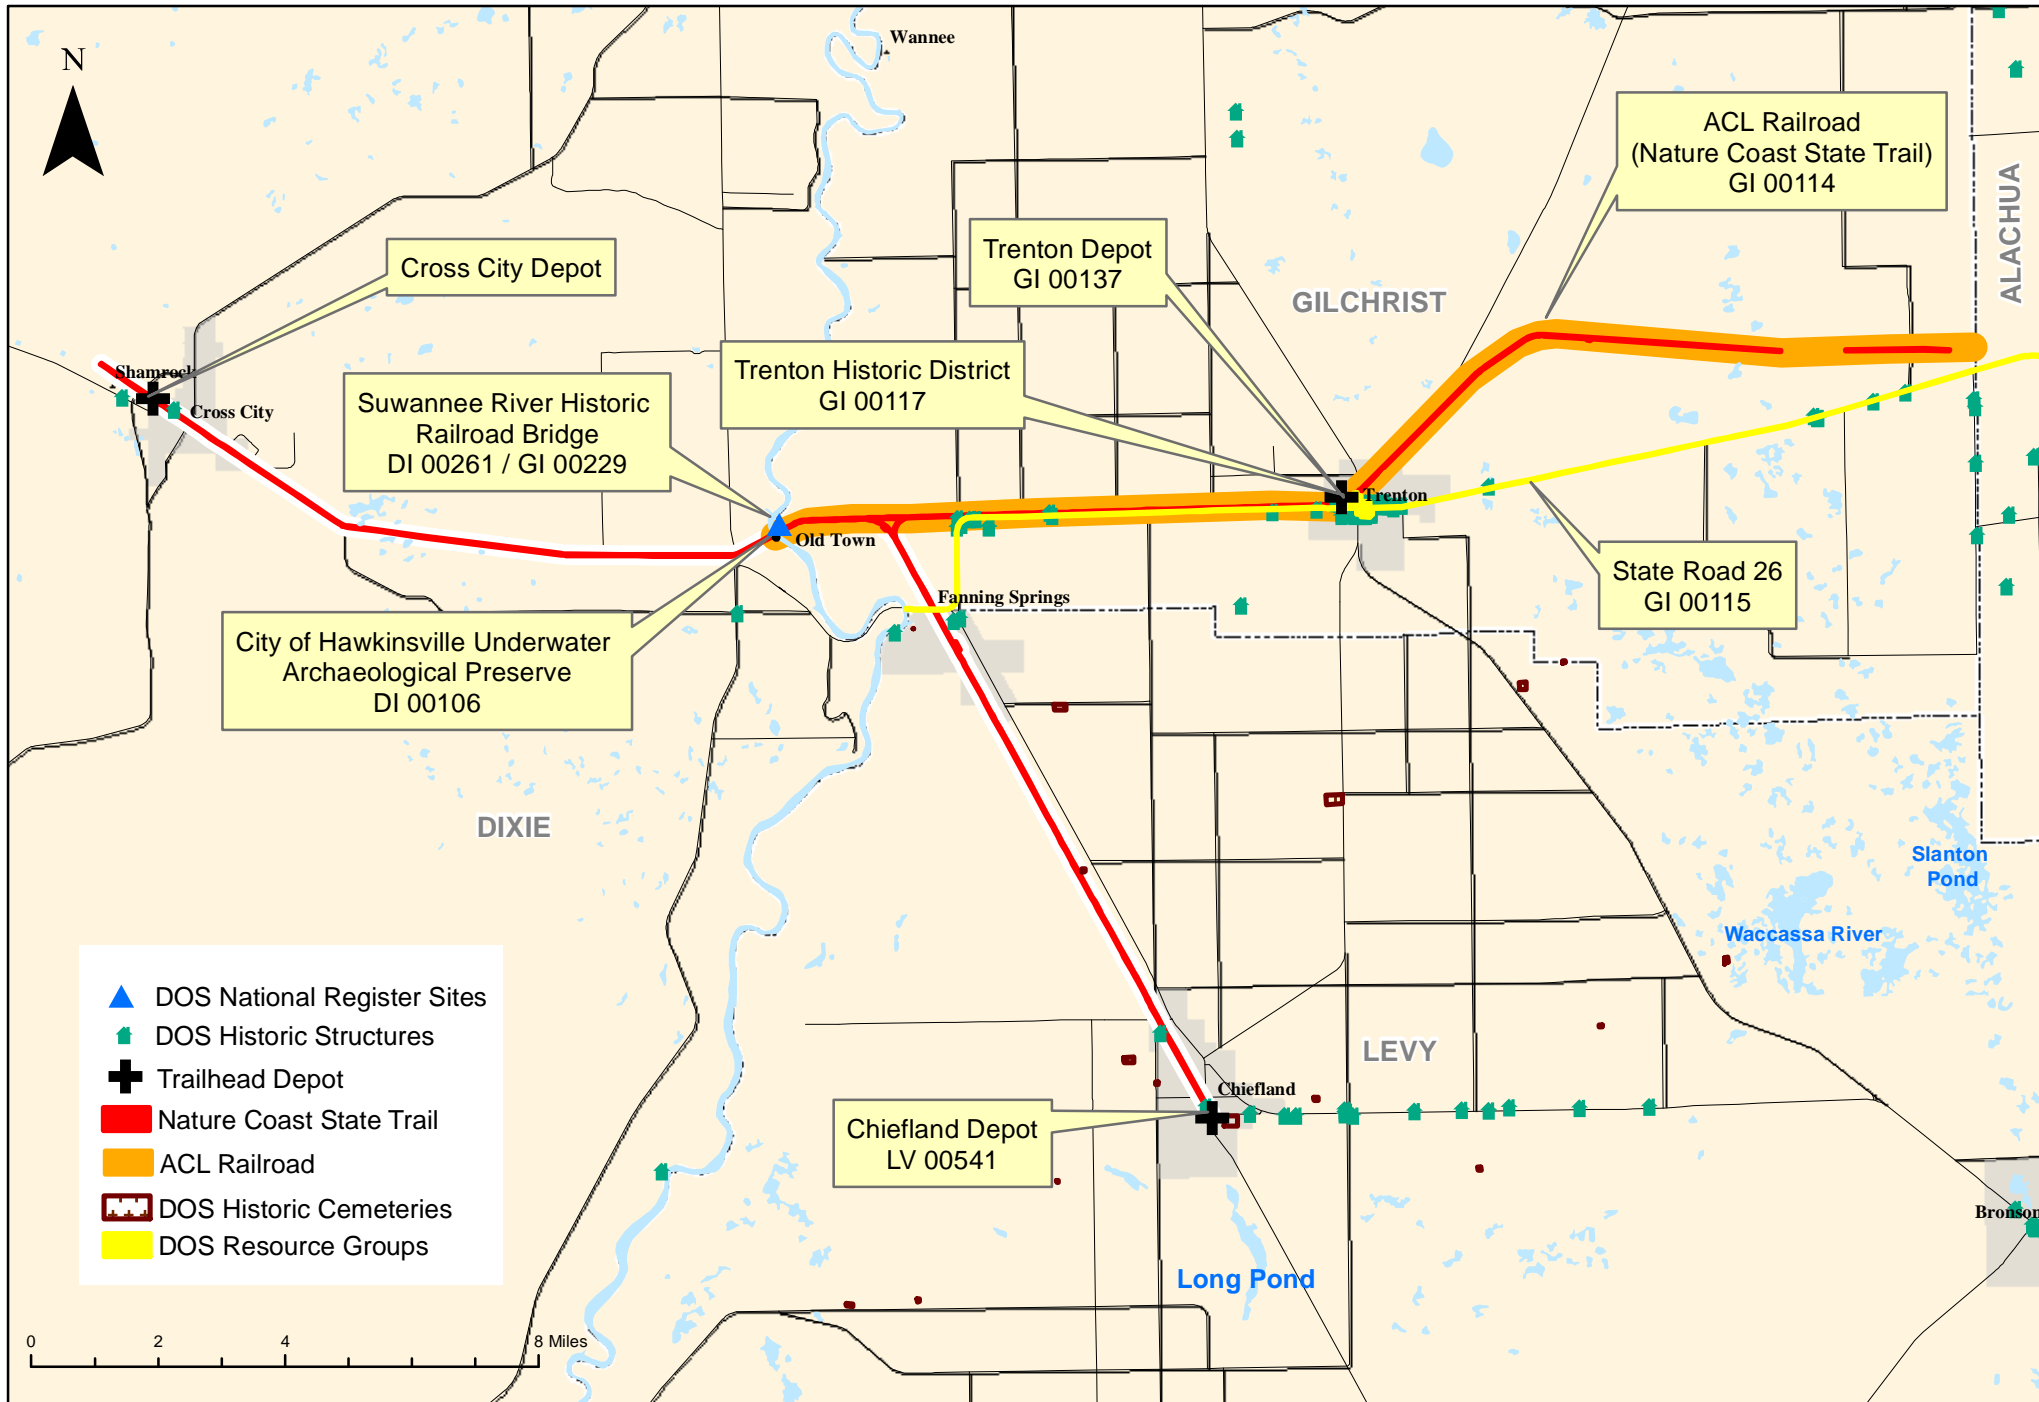 N
Wannee
ACL Railroad
(Nature Coast State Trail)
GI 00114
ALACHUA
Cross City Depot
Trenton Depot
GI 00137
GILCHRIST
Shamrock
Cross City
Suwannee River Historic
Railroad Bridge
DI 00261 / GI 00229
Trenton Historic District
GI 00117
Trenton
Old Town
State Road 26
GI 00115
Fanning Springs
City of Hawkinsville Underwater
Archaeological Preserve
DI 00106
DIXIE
Slanton
Pond
Waccassa River
LEVY
Chiefland
Chiefland Depot
LV 00541
Bronson
Long Pond
DOS National Register Sites
DOS Historic Structures
Trailhead Depot
Nature Coast State Trail
ACL Railroad
DOS Historic Cemeteries
DOS Resource Groups
0 2 4 8 Miles